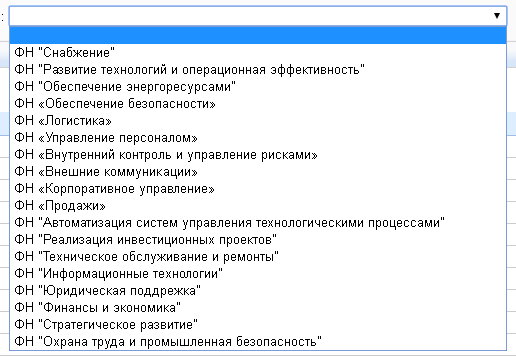 :
ФН "Снабжение"
ФН "Развитие технологий и операционная эффективность"
ФН "Обеспечение энергоресурсами"
ФН «Обеспечение безопасности»
ФН «Логистика»
ФН «Управление персоналом»
ФН «Внутренний контроль и управление рисками»
ФН «Внешние коммуникации»
ФН «Корпоративное управление»
ФН «Продажи»
ФН "Автоматизация систем управления технологическими процессами"
ФН "Реализация инвестиционных проектов"
ФН "Техническое обслуживание и ремонты"
ФН "Информационные технологии"
ФН "Юридическая поддрежка"
ФН "Финансы и экономика"
ФН "Стратегическое развитие"
ФН "Охрана труда и промышленная безопасность"